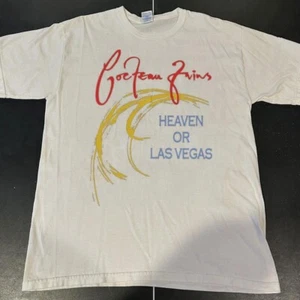 Cocteau Twins
HEAVEN
OR
LAS VEGAS